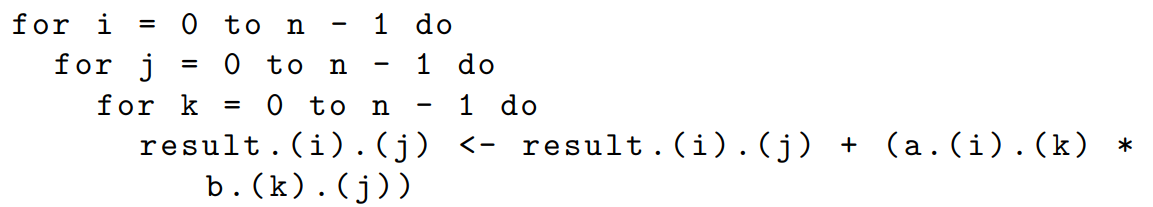 for i = 0 to n - 1 do
  for j = 0 to n - 1 do
    for k = 0 to n - 1 do
      result.(i).(j) <- result.(i).(j) + (a.(i).(k) *
         b.(k).(j))